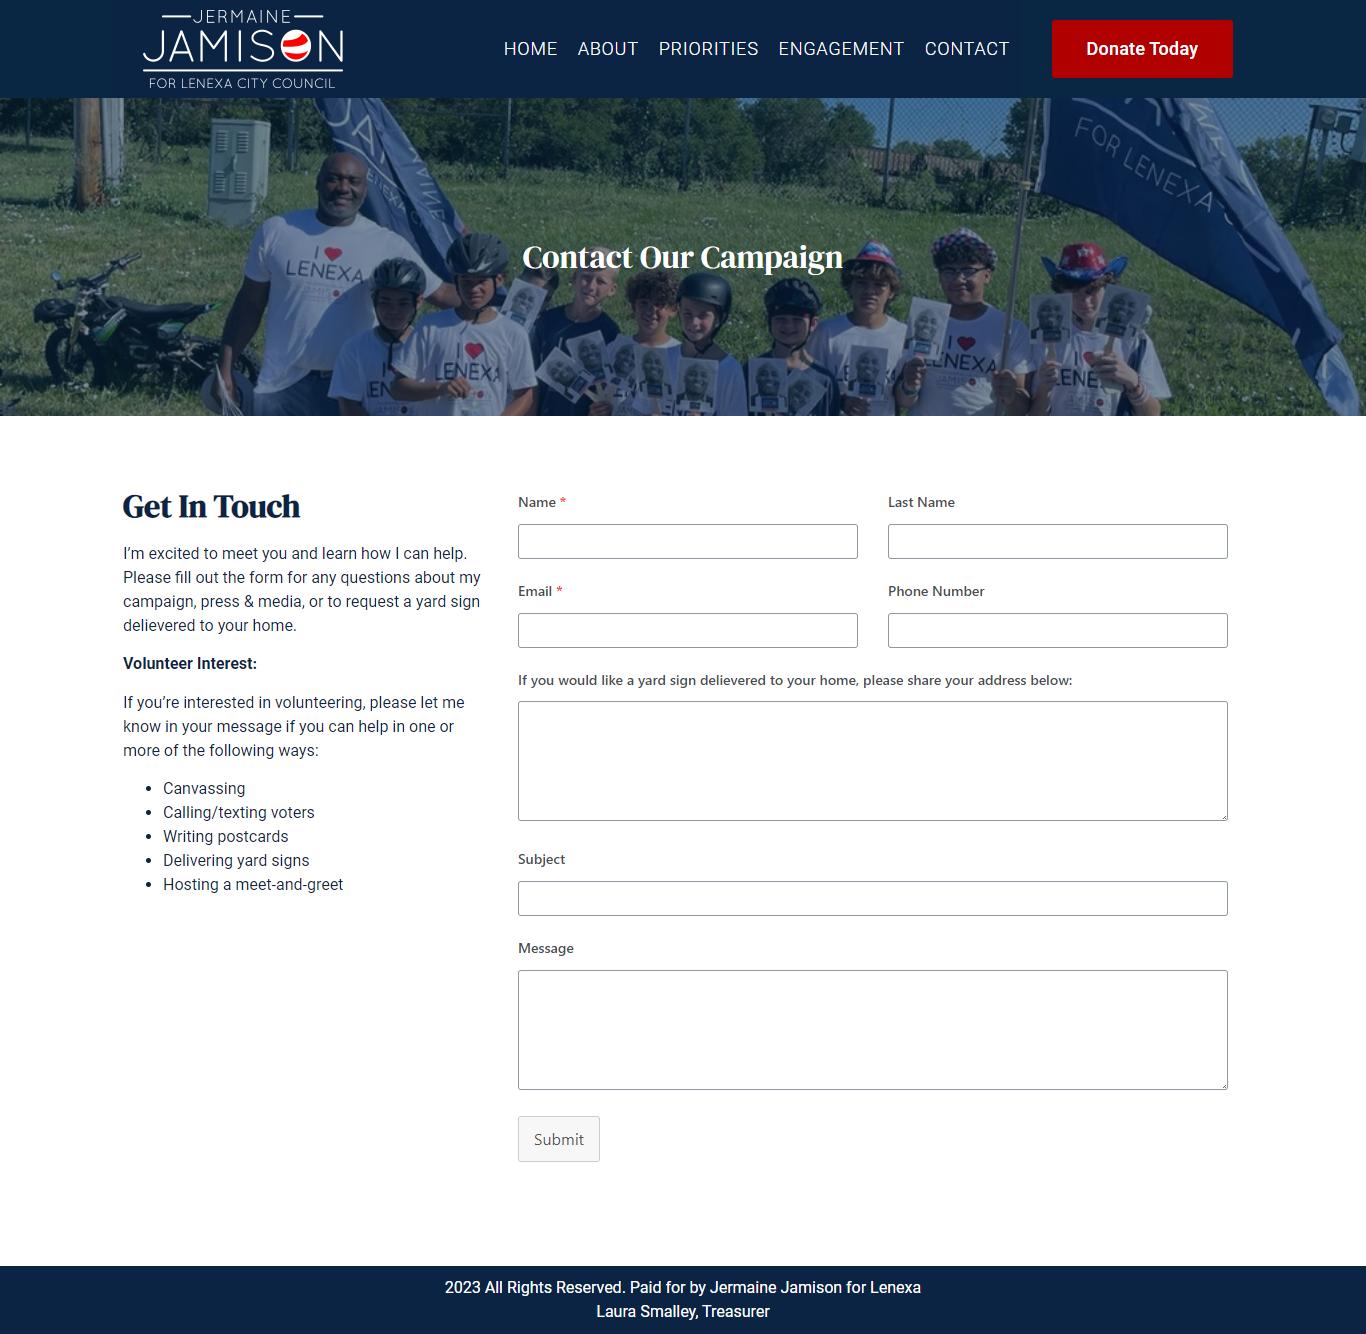 JERMAINE
JAMISON
FOR LENEXA CITY COUNCIL
HOME ABOUT PRIORITIES ENGAGEMENT CONTACT
Donate Today
FOR LENEXA
I
LENEXA
Contact Our Campaign
I
LENEXA
I
LENEXA
Get In Touch
I’m excited to meet you and learn how I can help.
Please fill out the form for any questions about my
campaign, press & media, or to request a yard sign
delievered to your home.
Volunteer Interest:
If you’re interested in volunteering, please let me
know in your message if you can help in one or
more of the following ways:
• Canvassing
• Calling/texting voters
• Writing postcards
• Delivering yard signs
• Hosting a meet-and-greet
Name *
Last Name
Email *
Phone Number
If you would like a yard sign delievered to your home, please share your address below:
Subject
Message
Submit
2023 All Rights Reserved. Paid for by Jermaine Jamison for Lenexa
Laura Smalley, Treasurer